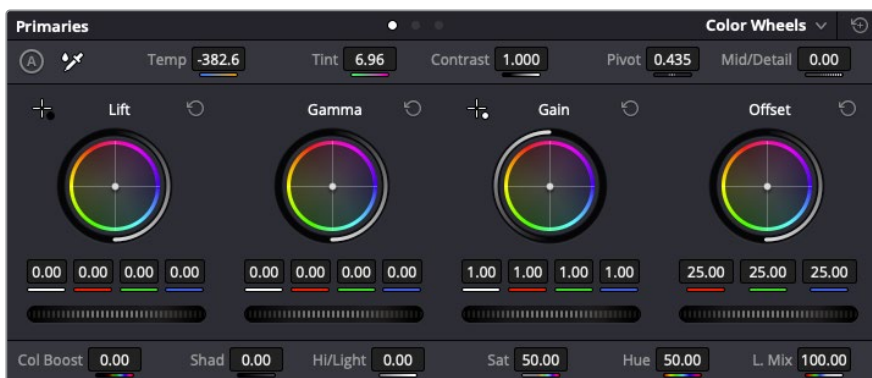 Primaries Color Wheels
A Temp -382.6 Tint 6.96 Contrast 1.000 Pivot 0.435 Mid/Detail 0.00
Lift Gamma Gain Offset
0.00 0.00 0.00 0.00 0.00 0.00 0.00 0.00 1.00 1.00 1.00 1.00 25.00 25.00 25.00
Col Boost 0.00 Shad 0.00 Hi/Light 0.00 Sat 50.00 Hue 50.00 L. Mix 100.00